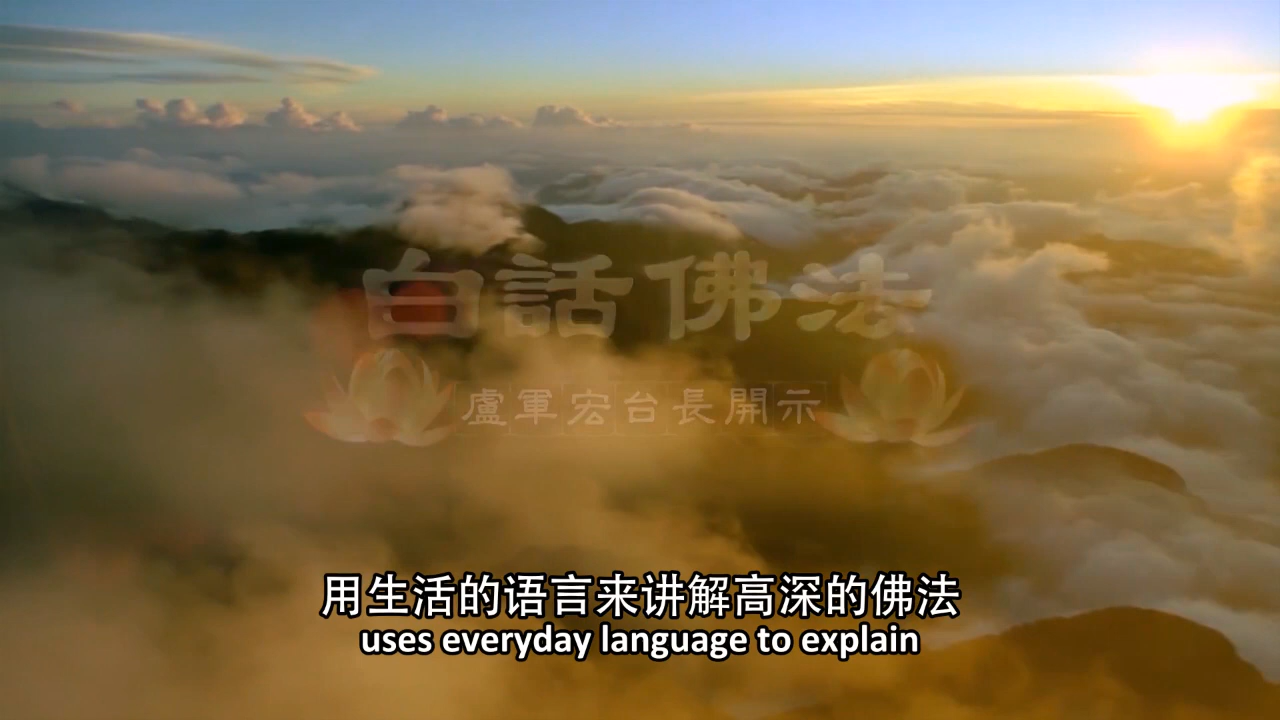 白話佛法
盧軍宏台長開示
用生活的语言来讲解高深的佛法
uses everyday language to explain